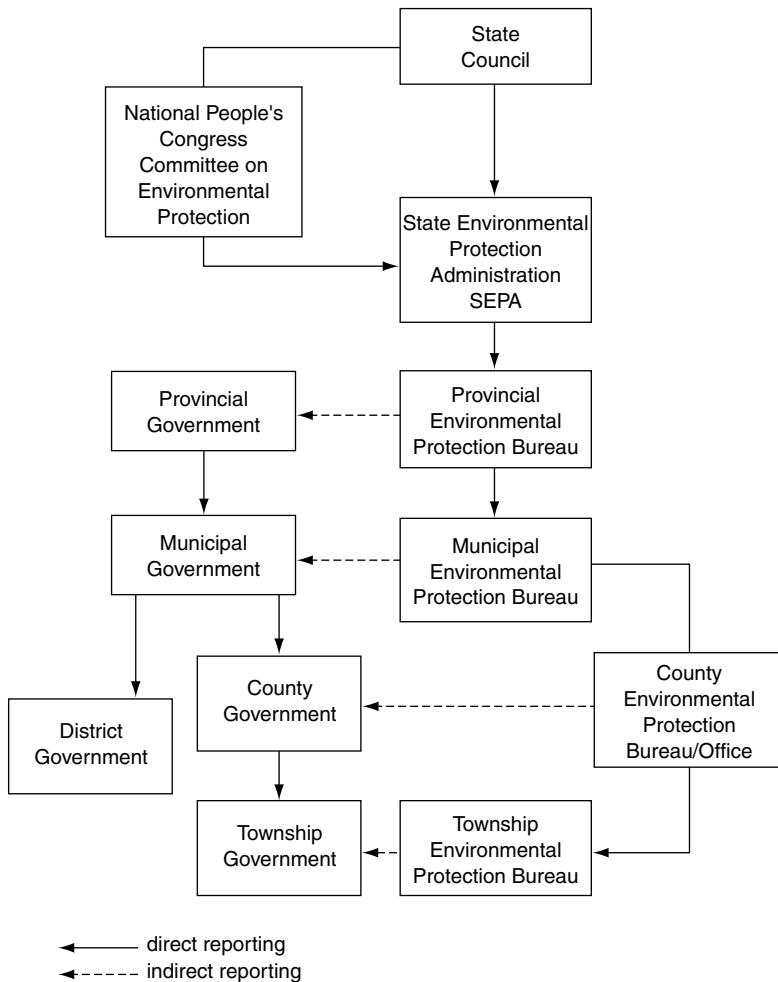 State
Council
National People's
Congress
Committee on
Environmental
Protection
State Environmental
Protection
Administration
SEPA
Provincial
Government
Provincial
Environmental
Protection Bureau
Municipal
Government
Municipal
Environmental
Protection Bureau
County
Government
County
Environmental
Protection
Bureau/Office
District
Government
Township
Government
Township
Environmental
Protection Bureau
direct reporting
indirect reporting